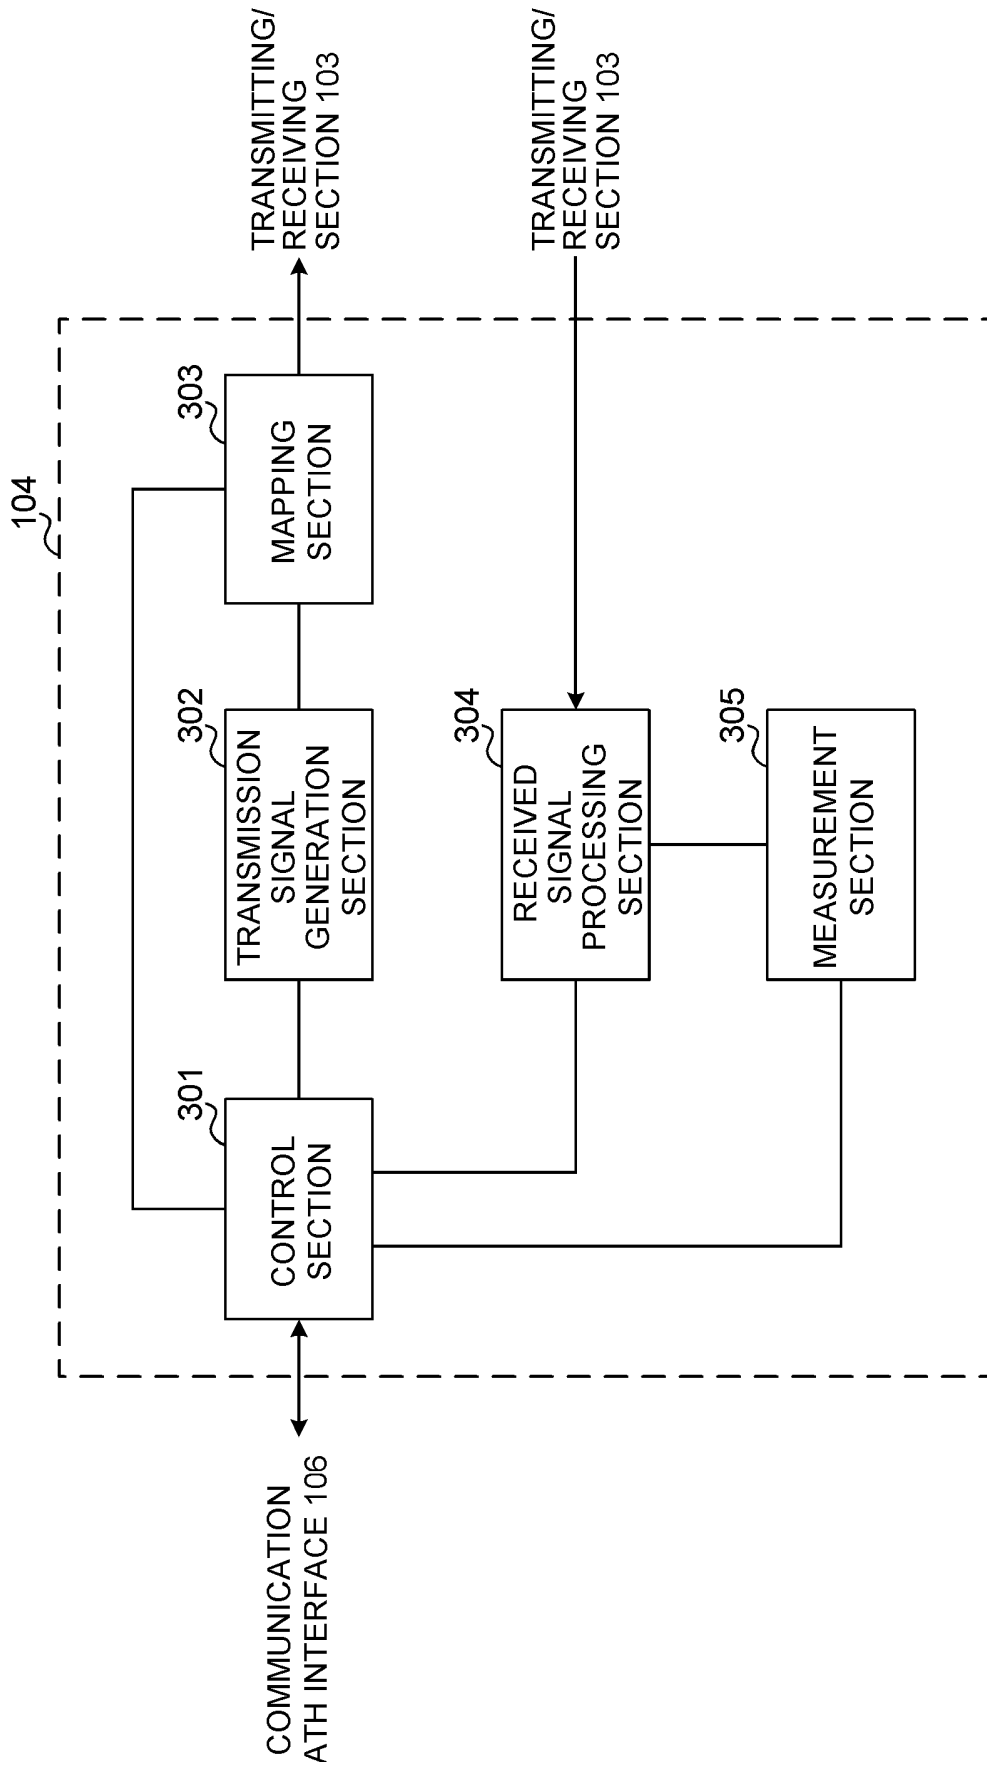 104
COMMUNICATION
ATH INTERFACE 106
301
CONTROL
SECTION
302
TRANSMISSION
SIGNAL
GENERATION
SECTION
303
MAPPING
SECTION
TRANSMITTING/
RECEIVING
SECTION 103
304
RECEIVED
SIGNAL
PROCESSING
SECTION
TRANSMITTING/
RECEIVING
SECTION 103
305
MEASUREMENT
SECTION